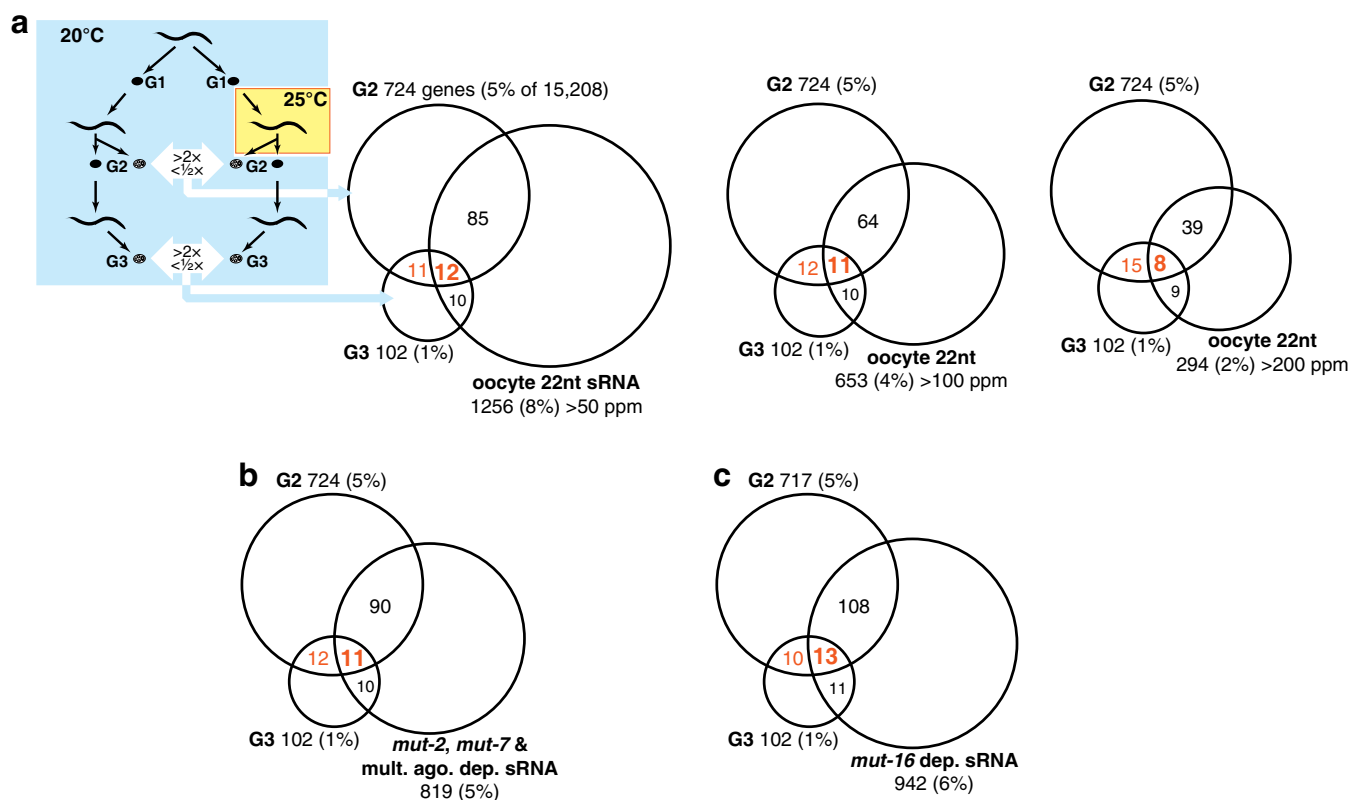 a
20°C
G1 G1
25°C
G2 >2× <½× G2
G3 >2× <½× G3
G2 724 genes (5% of 15,208)
85
11 12
10
G3 102 (1%)
oocyte 22nt sRNA
1256 (8%) >50 ppm
G2 724 (5%)
64
12 11
10
G3 102 (1%)
oocyte 22nt
653 (4%) >100 ppm
G2 724 (5%)
39
15 8
9
G3 102 (1%)
oocyte 22nt
294 (2%) >200 ppm
b
G2 724 (5%)
90
12 11
10
G3 102 (1%)
mut-2, mut-7 &
mult. ago. dep. sRNA
819 (5%)
c
G2 717 (5%)
108
10 13
11
G3 102 (1%)
mut-16 dep. sRNA
942 (6%)